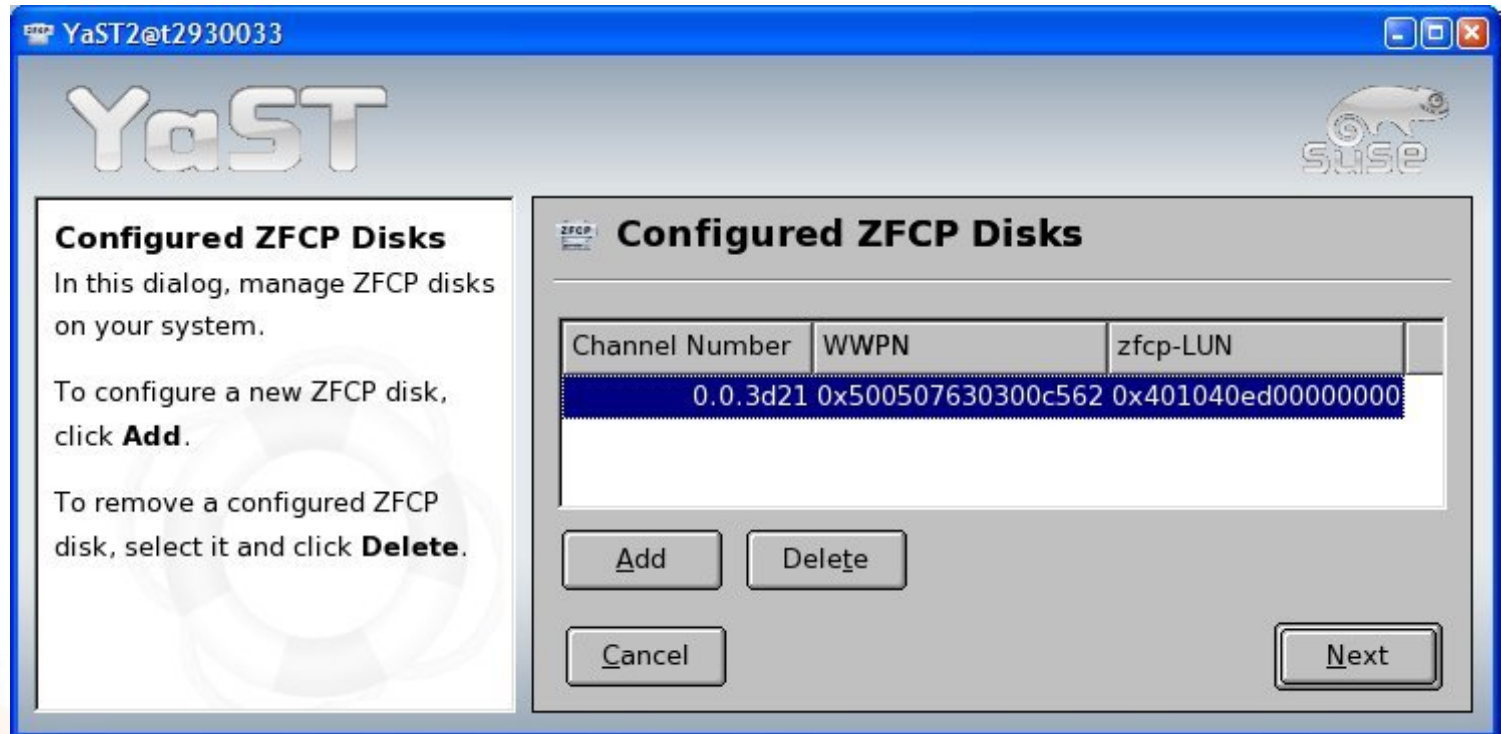 YaST2@t2930033
YaST
SUSE
Configured ZFCP Disks
In this dialog, manage ZFCP disks
on your system.
To configure a new ZFCP disk,
click Add.
To remove a configured ZFCP
disk, select it and click Delete.
ZFCP
Configured ZFCP Disks
Channel Number WWPN zfcp-LUN
0.0.3d21 0x500507630300c562 0x401040ed00000000
Add Delete
Cancel Next